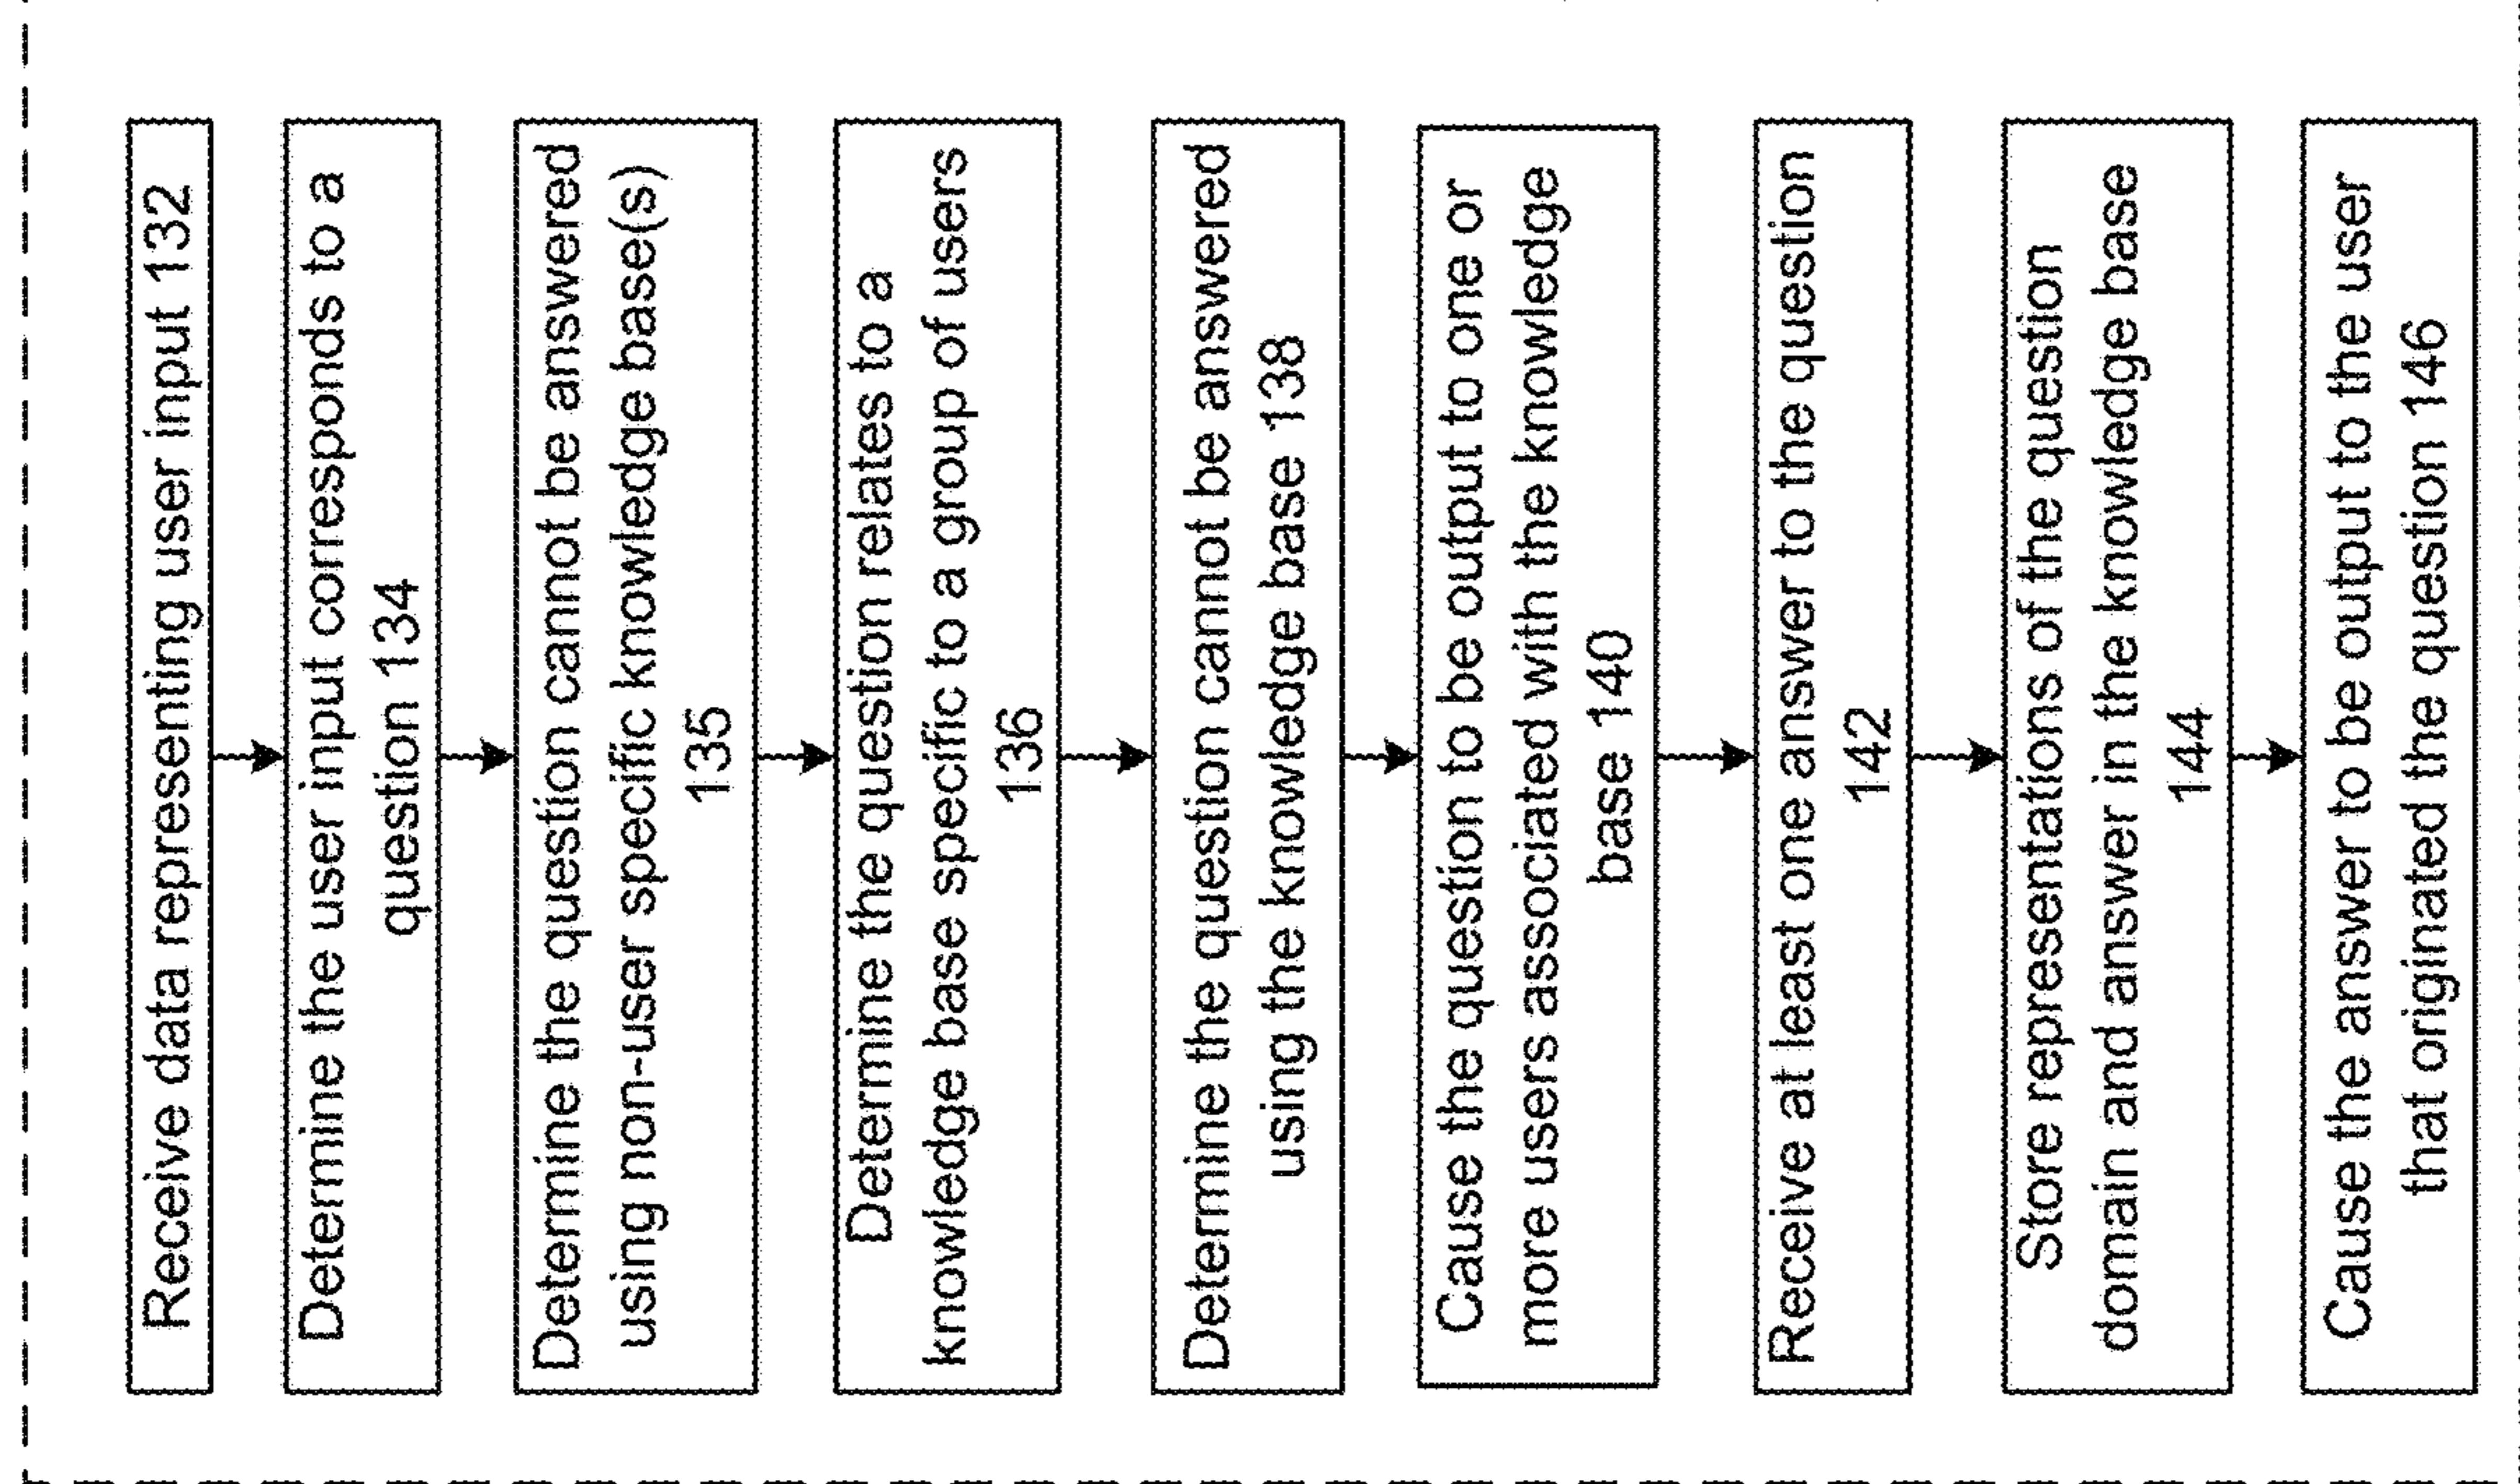 Receive data representing user input 132
Determine the user input corresponds to a
question 134
Determine the question cannot be answered
using non-user specific knowledge base(s)
135
Determine the question relates to a
knowledge base specific to a group of users
136
Determine the question cannot be answered
using the knowledge base 138
Cause the question to be output to one or
more users associated with the knowledge
base 140
Receive at least one answer to the question
142
Store representations of the question
domain and answer in the knowledge base
144
Cause the answer to be output to the user
that originated the question 146